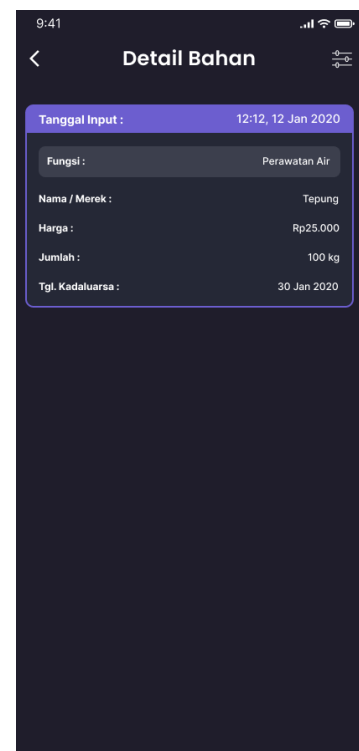 9:41
Detail Bahan
Tanggal Input : 12:12, 12 Jan 2020
Fungsi : Perawatan Air
Nama / Merek : Tepung
Harga : Rp25.000
Jumlah : 100 kg
Tgl. Kadaluarsa : 30 Jan 2020